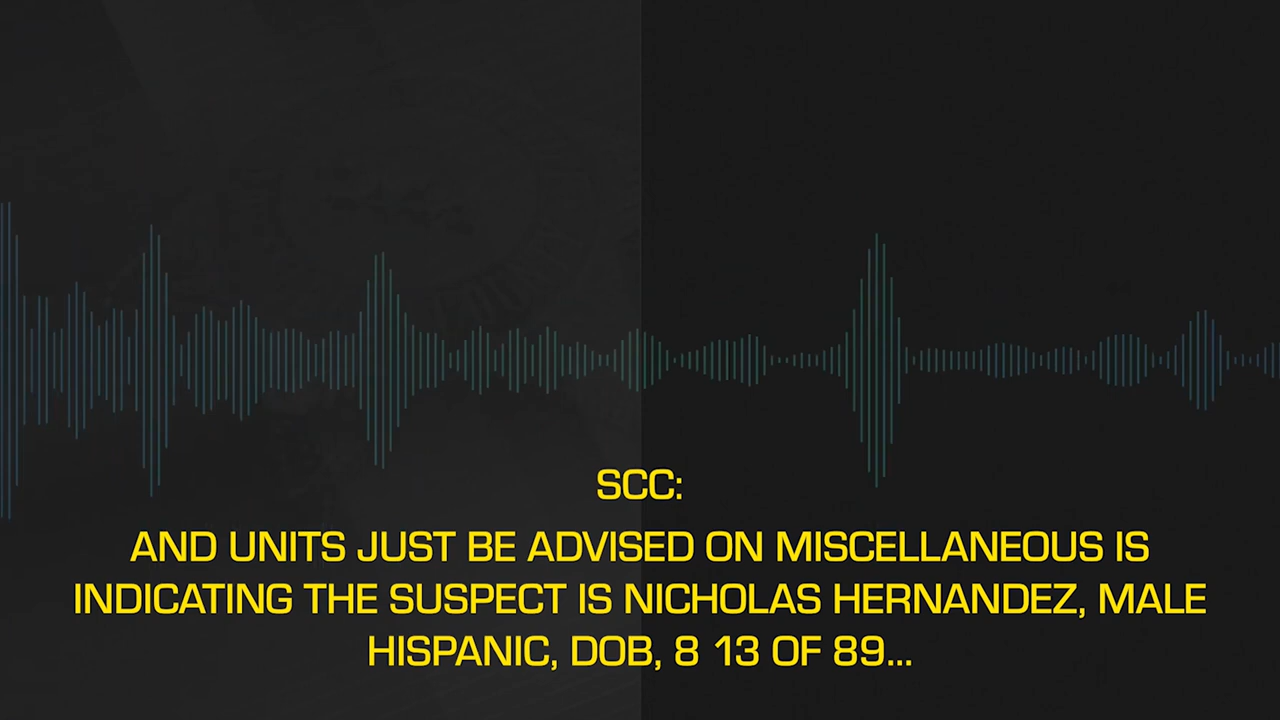 SCC:
AND UNITS JUST BE ADVISED ON MISCELLANEOUS IS
INDICATING THE SUSPECT IS NICHOLAS HERNANDEZ, MALE
HISPANIC, DOB, 8 13 OF 89...